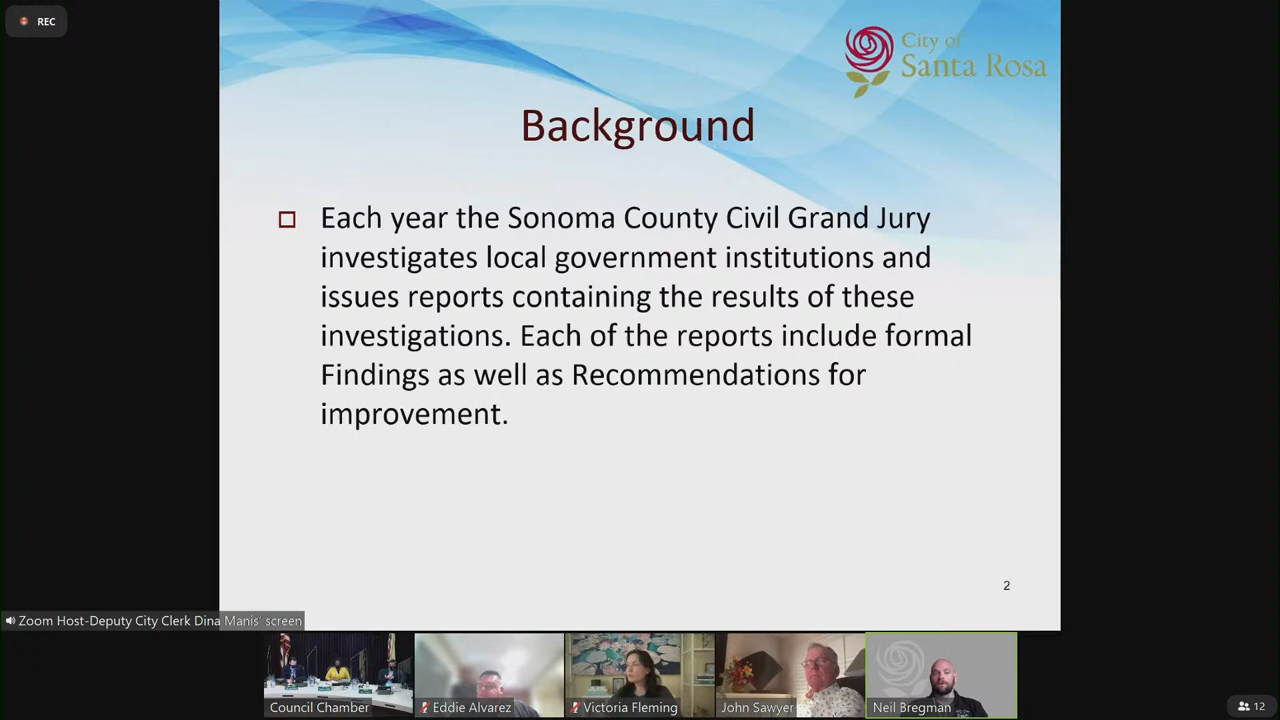 REC
City of
Santa Rosa
Background
Each year the Sonoma County Civil Grand Jury
investigates local government institutions and
issues reports containing the results of these
investigations. Each of the reports include formal
Findings as well as Recommendations for
improvement.
2
Zoom Host-Deputy City Clerk Dina Manis' screen
Council Chamber
Eddie Alvarez
Victoria Fleming
John Sawyer
Neil Bregman
12